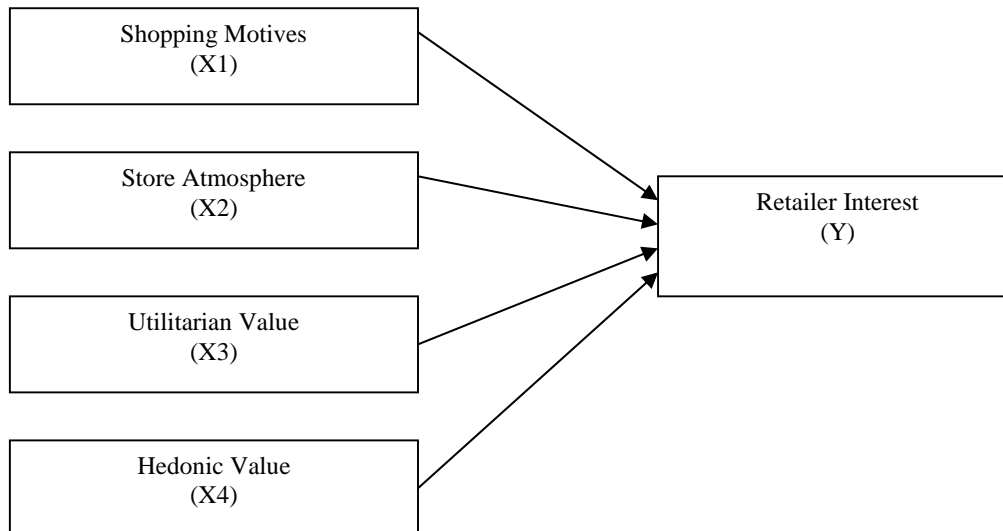 Shopping Motives
(X1)
Store Atmosphere
(X2)
Retailer Interest
(Y)
Utilitarian Value
(X3)
Hedonic Value
(X4)